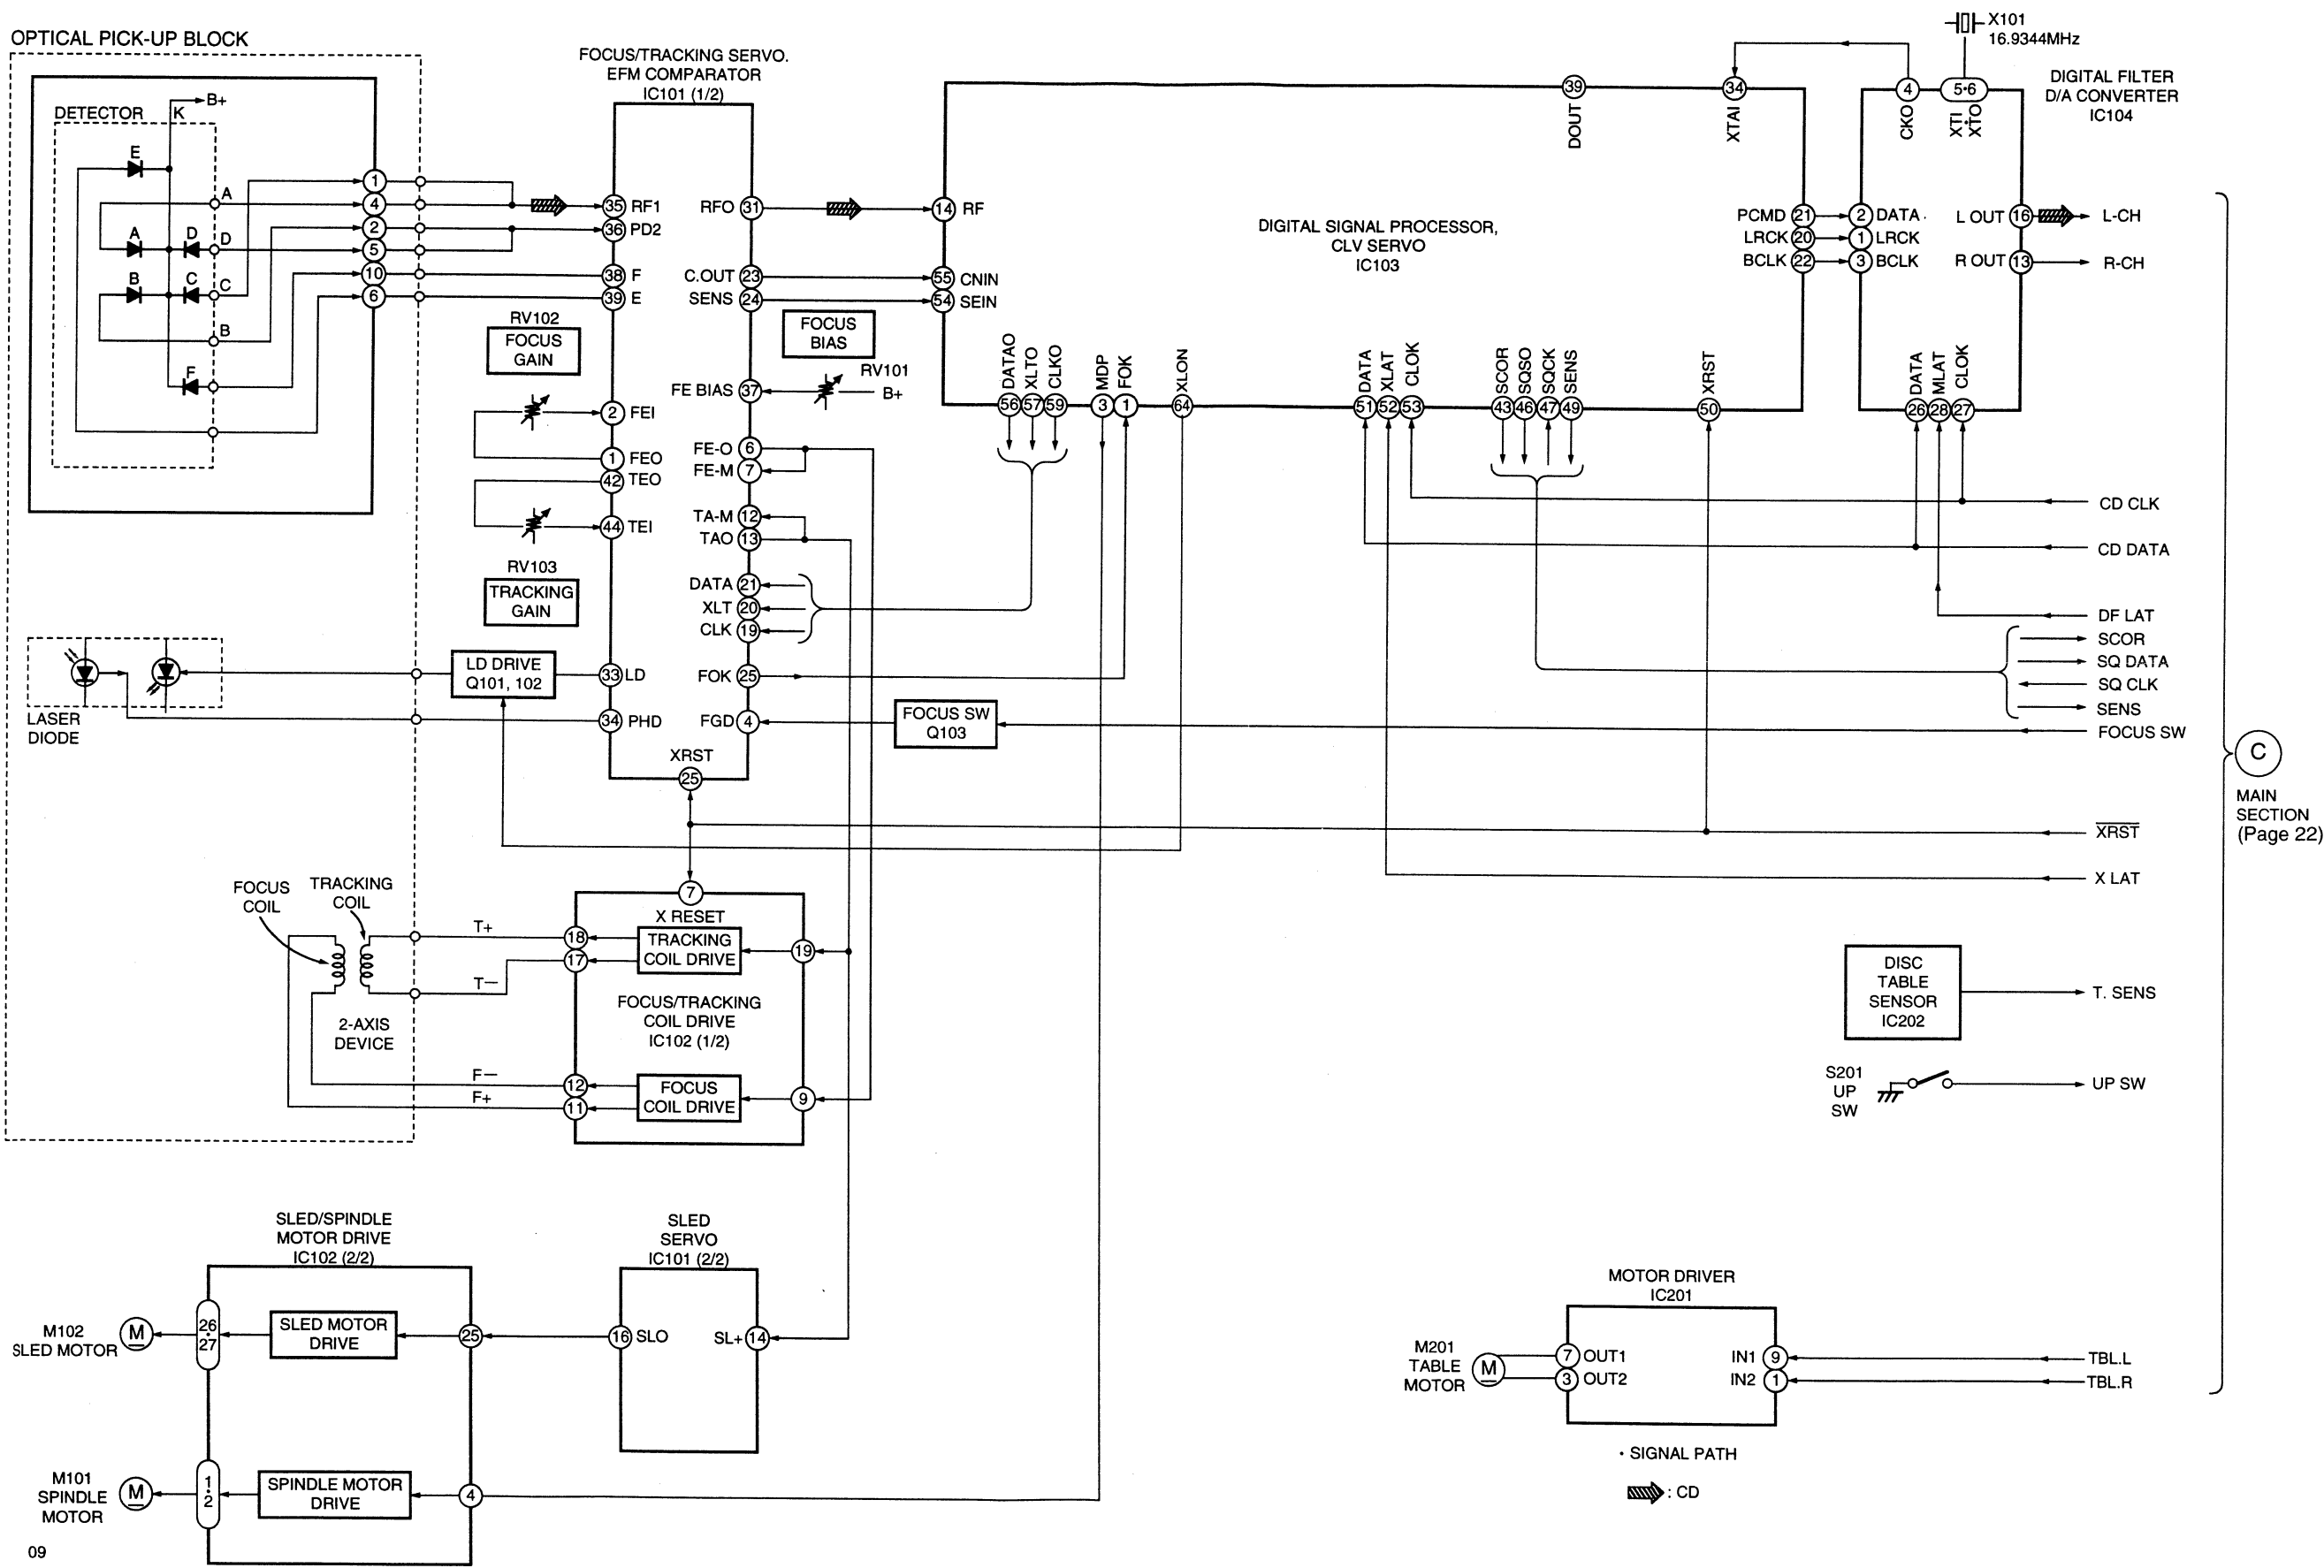 OPTICAL PICK-UP BLOCK
DETECTOR
K
B+
E
A
A
D
D
B
C
C
B
F
1
4
2
5
10
6
FOCUS/TRACKING SERVO.
EFM COMPARATOR
IC101 (1/2)
35 RF1
36 PD2
38 F
39 E
RV102
FOCUS
GAIN
2 FEI
1 FEO
42 TEO
44 TEI
RV103
TRACKING
GAIN
LD DRIVE
Q101, 102
33 LD
34 PHD
LASER
DIODE
RFO 31
C.OUT 23
SENS 24
FOCUS
BIAS
RV101
B+
FE BIAS 37
FE-O 6
FE-M 7
TA-M 12
TAO 13
DATA 21
XLT 20
CLK 19
FOK 25
FGD 4
XRST
25
FOCUS SW
Q103
DIGITAL SIGNAL PROCESSOR,
CLV SERVO
IC103
14 RF
55 CNIN
54 SEIN
39
DOUT
34
XTAI
PCMD 21
LRCK 20
BCLK 22
DATAO
XLTO
CLKO
MDP
FOK
XLON
DATA
XLAT
CLOK
SCOR
SQSO
SQCK
SENS
XRST
56
57
59
3
1
64
51
52
53
43
46
47
49
50
X101
16.9344MHz
DIGITAL FILTER
D/A CONVERTER
IC104
4
5·6
CKO
XTI · XTO
2 DATA
1 LRCK
3 BCLK
L OUT 16
L-CH
R OUT 13
R-CH
DATA
MLAT
CLOK
26
28
27
CD CLK
CD DATA
DF LAT
SCOR
SQ DATA
SQ CLK
SENS
FOCUS SW
XRST
X LAT
C
MAIN
SECTION
(Page 22)
FOCUS
COIL
TRACKING
COIL
2-AXIS
DEVICE
T+
T−
F−
F+
7
X RESET
18
17
TRACKING
COIL DRIVE
19
FOCUS/TRACKING
COIL DRIVE
IC102 (1/2)
12
11
FOCUS
COIL DRIVE
9
DISC
TABLE
SENSOR
IC202
T. SENS
S201
UP
SW
UP SW
SLED/SPINDLE
MOTOR DRIVE
IC102 (2/2)
M102
SLED MOTOR
M
26·27
SLED MOTOR
DRIVE
25
SLED
SERVO
IC101 (2/2)
16 SLO
SL+ 14
M101
SPINDLE
MOTOR
M
1·2
SPINDLE MOTOR
DRIVE
4
MOTOR DRIVER
IC201
M201
TABLE
MOTOR
M
7 OUT1
3 OUT2
IN1 9
IN2 1
TBL.L
TBL.R
• SIGNAL PATH
: CD
09